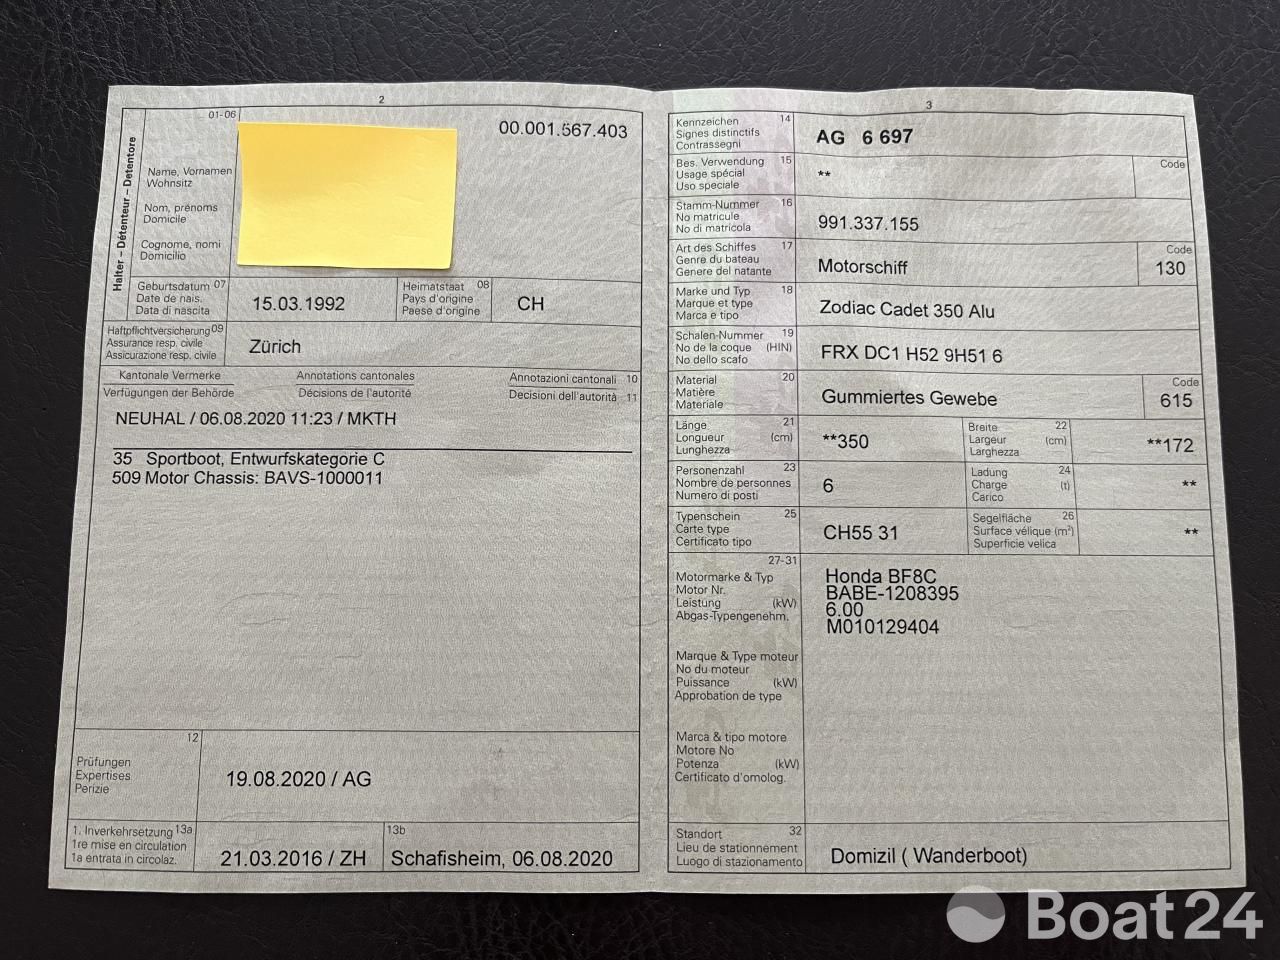 2
01-06
00.001.567.403
Halter – Détenteur – Detentore
Name, Vornamen
Wohnsitz
Nom, prénoms
Domicile
Cognome, nomi
Domicilio
Geburtsdatum 07
Date de nais.
Data di nascita
15.03.1992
Heimatstaat 08
Pays d'origine
Paese d'origine
CH
Haftpflichtversicherung 09
Assurance resp. civile
Assicurazione resp. civile
Zürich
Kantonale Vermerke Annotations cantonales Annotazioni cantonali 10
Verfügungen der Behörde Décisions de l'autorité Decisioni dell'autorità 11
NEUHAL / 06.08.2020 11:23 / MKTH
35 Sportboot, Entwurfskategorie C
509 Motor Chassis: BAVS-1000011
12
Prüfungen
Expertises
Perizie
19.08.2020 / AG
1. Inverkehrsetzung 13a
1re mise en circulation
1a entrata in circolaz.
21.03.2016 / ZH
13b
Schafisheim, 06.08.2020
3
Kennzeichen 14
Signes distinctifs
Contrassegni
AG 6 697
Bes. Verwendung 15
Usage spécial
Uso speciale
**
Code
Stamm-Nummer 16
No matricule
No di matricola
991.337.155
Art des Schiffes 17
Genre du bateau
Genere del natante
Motorschiff
Code
130
Marke und Typ 18
Marque et type
Marca e tipo
Zodiac Cadet 350 Alu
Schalen-Nummer 19
No de la coque (HIN)
No dello scafo
FRX DC1 H52 9H51 6
Material 20
Matière
Materiale
Gummiertes Gewebe
Code
615
Länge 21
Longueur (cm)
Lunghezza
**350
Breite 22
Largeur (cm)
Larghezza
**172
Personenzahl 23
Nombre de personnes
Numero di posti
6
Ladung 24
Charge (t)
Carico
**
Typenschein 25
Carte type
Certificato tipo
CH55 31
Segelfläche 26
Surface vélique (m²)
Superficie velica
**
27-31
Motormarke & Typ
Motor Nr.
Leistung (kW)
Abgas-Typengenehm.
Honda BF8C
BABE-1208395
6.00
M010129404
Marque & Type moteur
No du moteur
Puissance (kW)
Approbation de type
Marca & tipo motore
Motore No
Potenza (kW)
Certificato d'omolog.
Standort 32
Lieu de stationnement
Luogo di stazionamento
Domizil ( Wanderboot)
Boat24